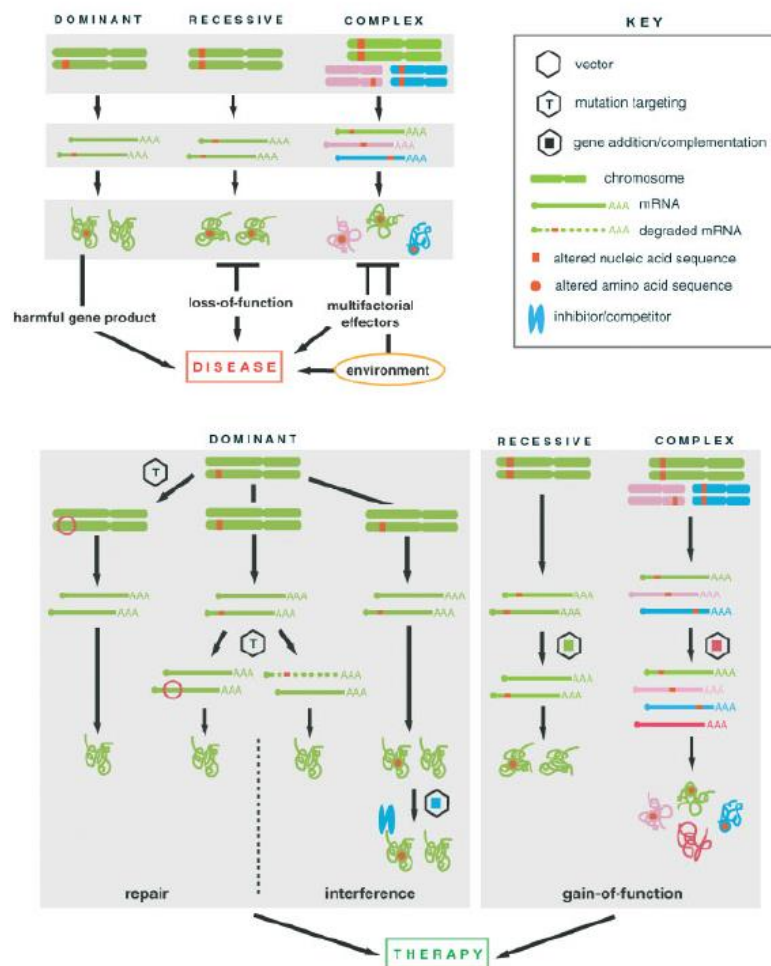 DOMINANT RECESSIVE COMPLEX
AAA AAA AAA
AAA AAA AAA
AAA
harmful gene product
loss-of-function
multifactorial
effectors
DISEASE
environment
KEY
vector
T mutation targeting
gene addition/complementation
chromosome
AAA mRNA
AAA degraded mRNA
altered nucleic acid sequence
altered amino acid sequence
inhibitor/competitor
DOMINANT
T
AAA AAA AAA
AAA AAA AAA
T
AAA AAA
AAA AAA
repair
interference
RECESSIVE COMPLEX
AAA AAA
AAA AAA
AAA
AAA AAA
AAA AAA
AAA
AAA
gain-of-function
THERAPY